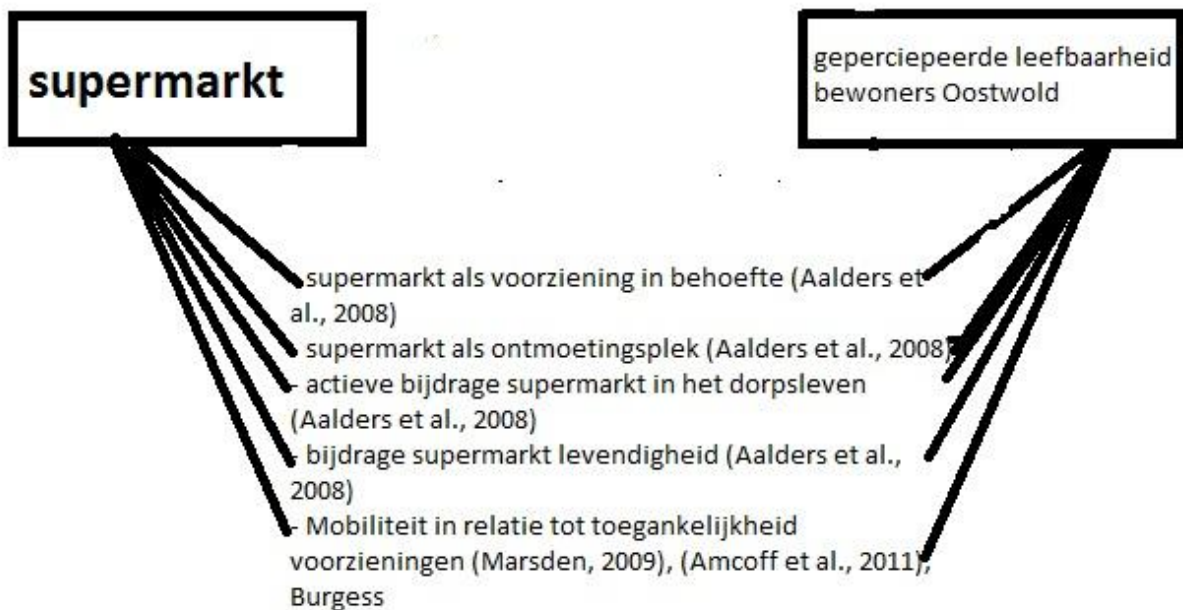 supermarkt
geperciepeerde leefbaarheid
bewoners Oostwold
- supermarkt als voorziening in behoefte (Aalders et
al., 2008)
- supermarkt als ontmoetingsplek (Aalders et al., 2008)
- actieve bijdrage supermarkt in het dorpsleven
(Aalders et al., 2008)
- bijdrage supermarkt levendigheid (Aalders et al.,
2008)
- Mobiliteit in relatie tot toegankelijkheid
voorzieningen (Marsden, 2009), (Amcoff et al., 2011),
Burgess